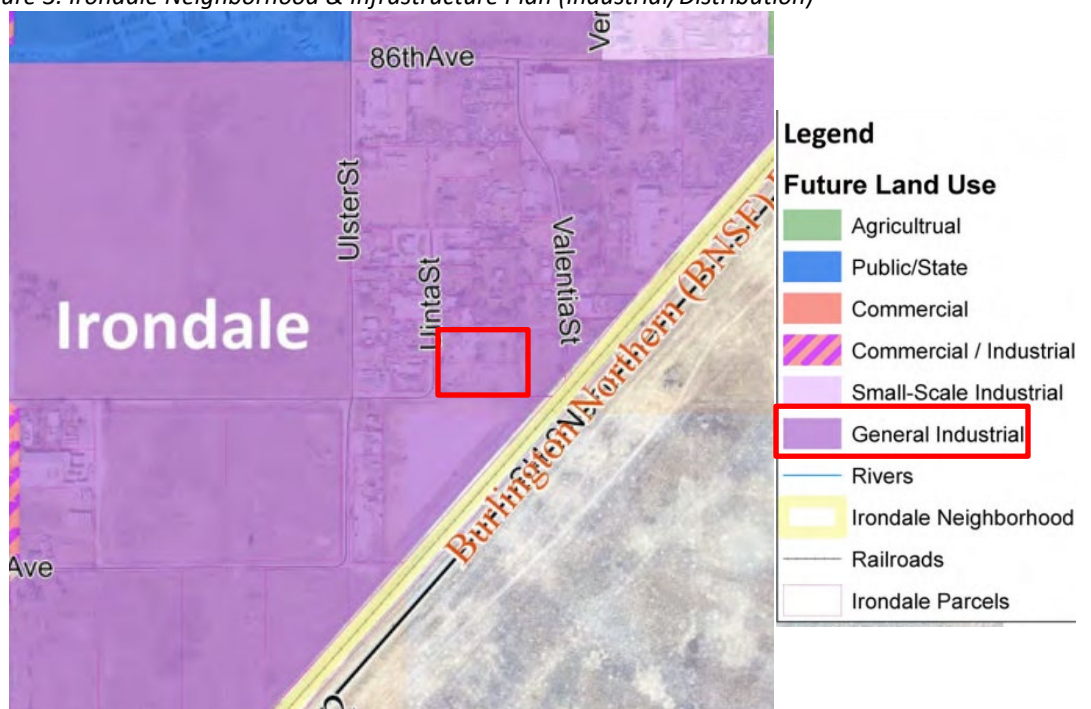 ure 3: Irondale Neighborhood & Infrastructure Plan (Industrial/Distribution)
86thAve
Ver
UlsterSt
UintaSt
ValentiaSt
Irondale
Burlington Northern (BNSF)
Ave
Legend
Future Land Use
Agricultrual
Public/State
Commercial
Commercial / Industrial
Small-Scale Industrial
General Industrial
Rivers
Irondale Neighborhood
Railroads
Irondale Parcels